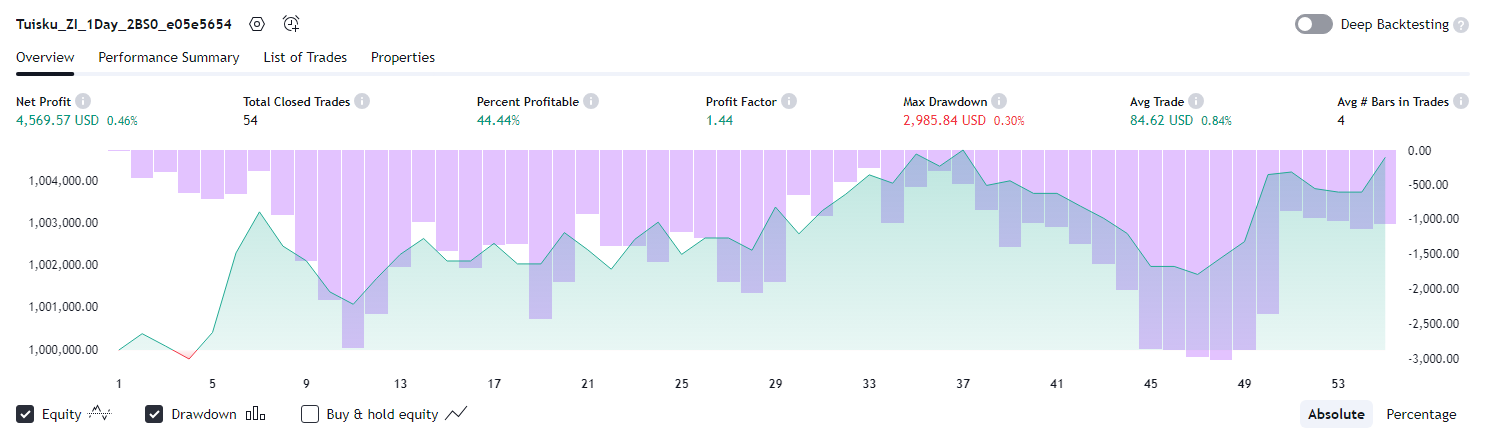 Tuisku_ZI_1Day_2BS0_e05e5654
Deep Backtesting ?
Overview Performance Summary List of Trades Properties
Net Profit i Total Closed Trades i Percent Profitable i Profit Factor i Max Drawdown i Avg Trade i Avg # Bars in Trades i
4,569.57 USD 0.46% 54 44.44% 1.44 2,985.84 USD 0.30% 84.62 USD 0.84% 4
0.00
1,004,000.00 -500.00
1,003,000.00 -1,000.00
1,002,000.00 -1,500.00
-2,000.00
1,001,000.00
-2,500.00
1,000,000.00
-3,000.00
1 5 9 13 17 21 25 29 33 37 41 45 49 53
Equity Drawdown Buy & hold equity Absolute Percentage